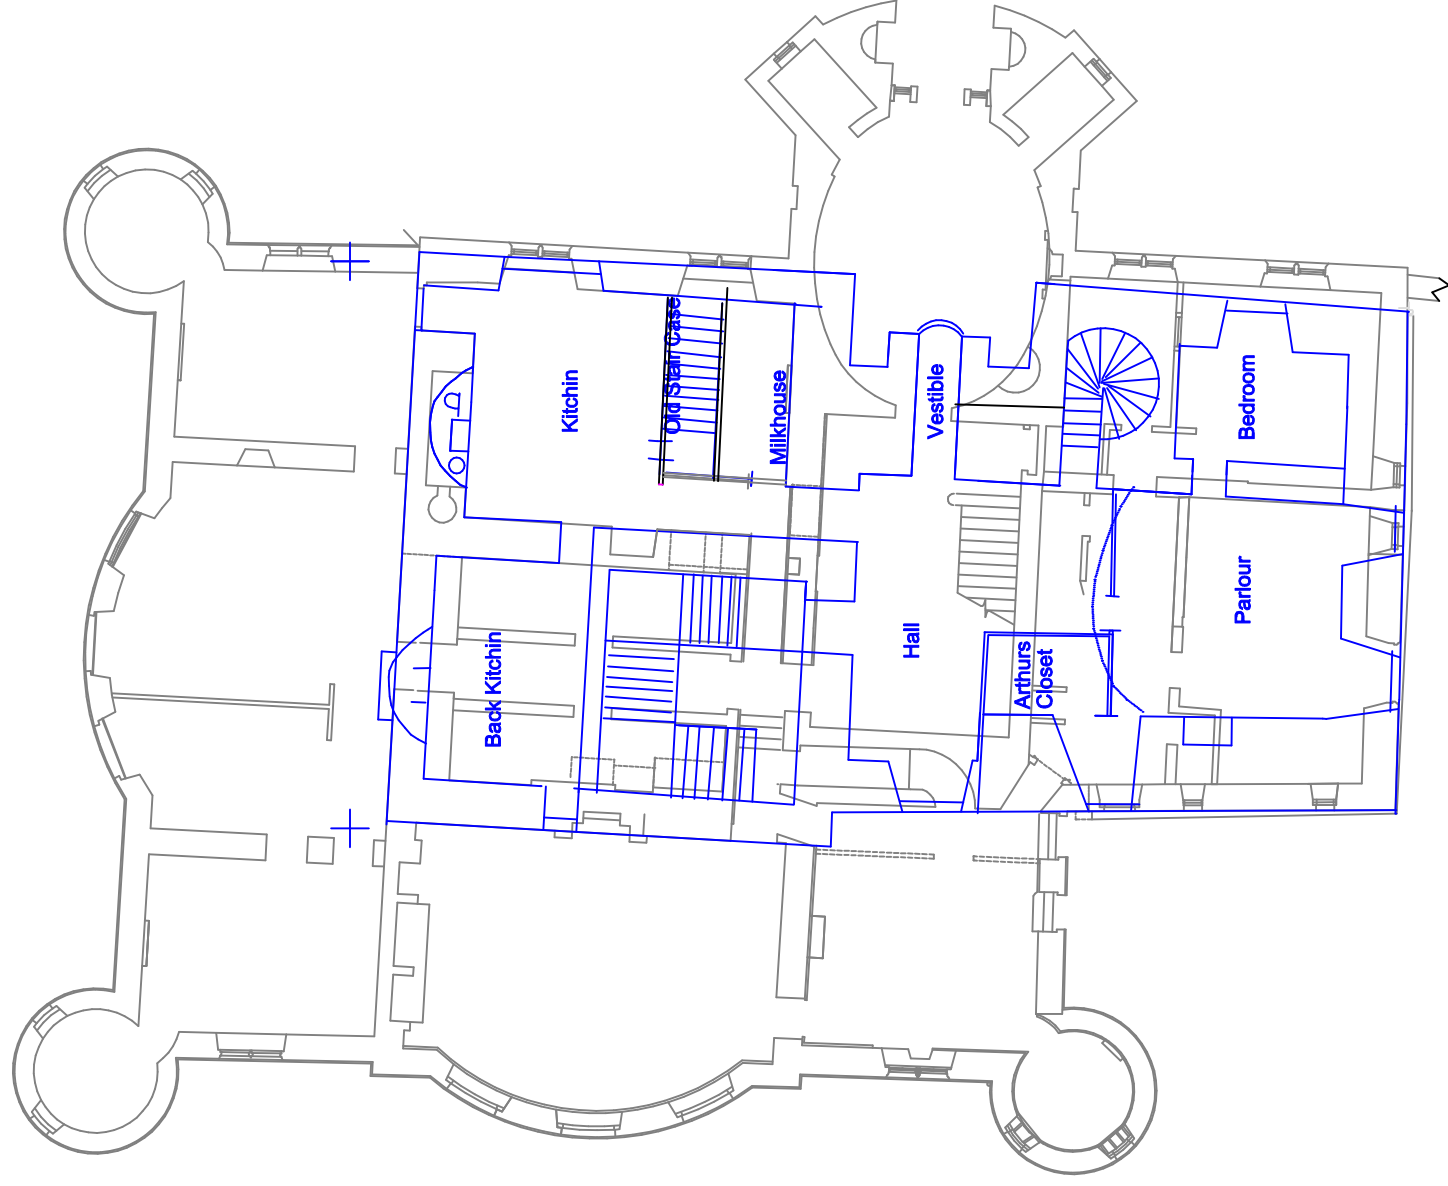 Kitchin
Old Stair Case
Milkhouse
Vestible
Bedroom
Back Kitchin
Hall
Arthurs
Closet
Parlour